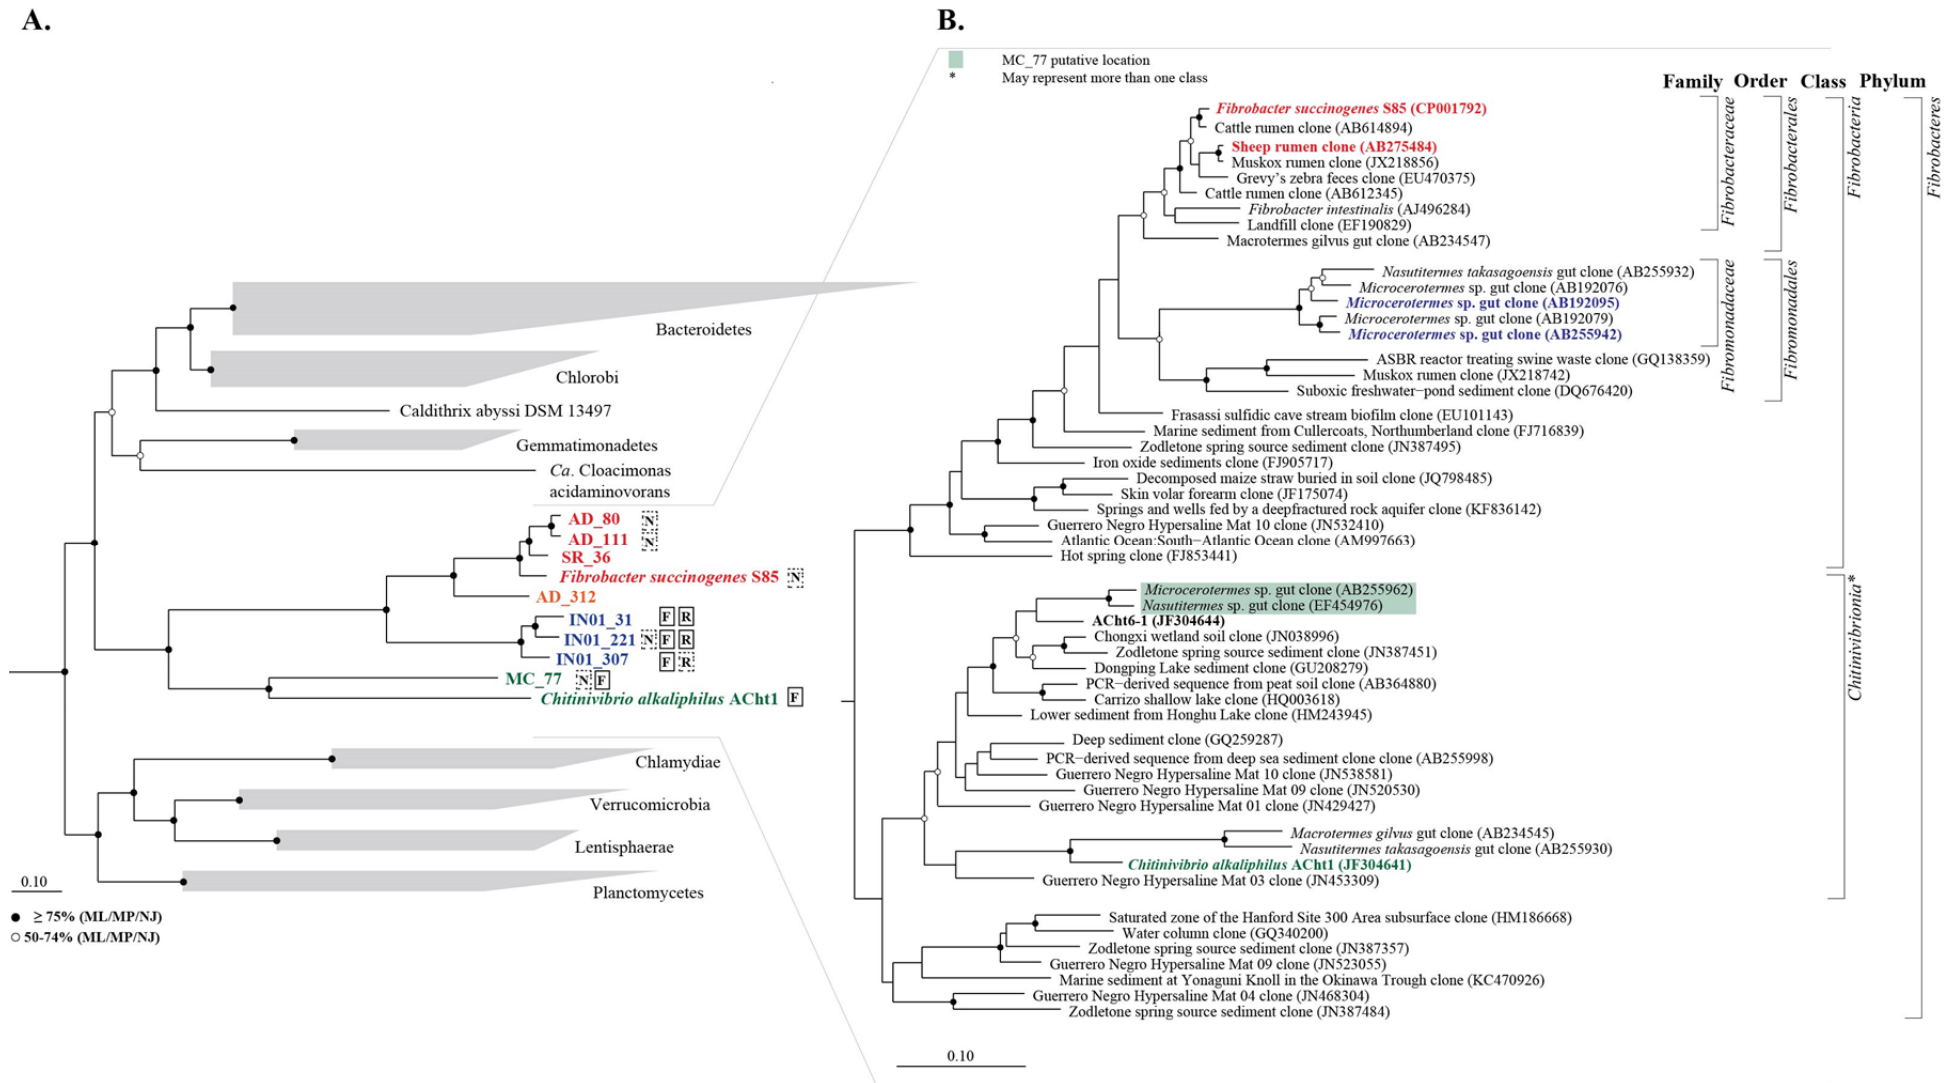 A.
Bacteroidetes
Chlorobi
Caldithrix abyssi DSM 13497
Gemmatimonadetes
Ca. Cloacimonas
acidaminovorans
AD_80 N
AD_111 N
SR_36
Fibrobacter succinogenes S85 N
AD_312
IN01_31 F R
IN01_221 N F R
IN01_307 F R
MC_77 N F
Chitinivibrio alkaliphilus ACht1 F
Chlamydiae
Verrucomicrobia
Lentisphaerae
Planctomycetes
0.10
≥ 75% (ML/MP/NJ)
50-74% (ML/MP/NJ)
B.
MC_77 putative location
* May represent more than one class
Family Order Class Phylum
Fibrobacter succinogenes S85 (CP001792)
Cattle rumen clone (AB614894)
Sheep rumen clone (AB275484)
Muskox rumen clone (JX218856)
Grevy's zebra feces clone (EU470375)
Cattle rumen clone (AB612345)
Fibrobacter intestinalis (AJ496284)
Landfill clone (EF190829)
Macrotermes gilvus gut clone (AB234547)
Nasutitermes takasagoensis gut clone (AB255932)
Microcerotermes sp. gut clone (AB192076)
Microcerotermes sp. gut clone (AB192095)
Microcerotermes sp. gut clone (AB192079)
Microcerotermes sp. gut clone (AB255942)
ASBR reactor treating swine waste clone (GQ138359)
Muskox rumen clone (JX218742)
Suboxic freshwater−pond sediment clone (DQ676420)
Frasassi sulfidic cave stream biofilm clone (EU101143)
Marine sediment from Cullercoats, Northumberland clone (FJ716839)
Zodletone spring source sediment clone (JN387495)
Iron oxide sediments clone (FJ905717)
Decomposed maize straw buried in soil clone (JQ798485)
Skin volar forearm clone (JF175074)
Springs and wells fed by a deepfractured rock aquifer clone (KF836142)
Guerrero Negro Hypersaline Mat 10 clone (JN532410)
Atlantic Ocean:South−Atlantic Ocean clone (AM997663)
Hot spring clone (FJ853441)
Microcerotermes sp. gut clone (AB255962)
Nasutitermes sp. gut clone (EF454976)
ACht6-1 (JF304644)
Chongxi wetland soil clone (JN038996)
Zodletone spring source sediment clone (JN387451)
Dongping Lake sediment clone (GU208279)
PCR−derived sequence from peat soil clone (AB364880)
Carrizo shallow lake clone (HQ003618)
Lower sediment from Honghu Lake clone (HM243945)
Deep sediment clone (GQ259287)
PCR−derived sequence from deep sea sediment clone clone (AB255998)
Guerrero Negro Hypersaline Mat 10 clone (JN538581)
Guerrero Negro Hypersaline Mat 09 clone (JN520530)
Guerrero Negro Hypersaline Mat 01 clone (JN429427)
Macrotermes gilvus gut clone (AB234545)
Nasutitermes takasagoensis gut clone (AB255930)
Chitinivibrio alkaliphilus ACht1 (JF304641)
Guerrero Negro Hypersaline Mat 03 clone (JN453309)
Saturated zone of the Hanford Site 300 Area subsurface clone (HM186668)
Water column clone (GQ340200)
Zodletone spring source sediment clone (JN387357)
Guerrero Negro Hypersaline Mat 09 clone (JN523055)
Marine sediment at Yonaguni Knoll in the Okinawa Trough clone (KC470926)
Guerrero Negro Hypersaline Mat 04 clone (JN468304)
Zodletone spring source sediment clone (JN387484)
0.10
Fibrobacteraceae
Fibromonadaceae
Fibrobacterales
Fibromonadales
Fibrobacteria
Chitinivibrionia*
Fibrobacteres